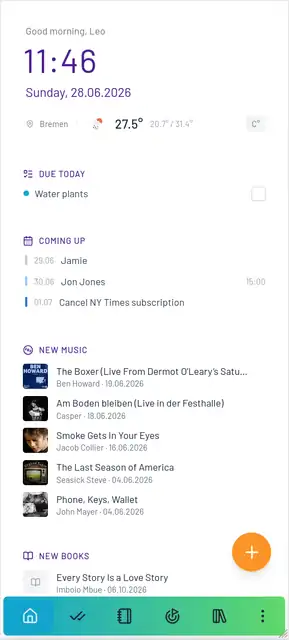 Good morning, Leo
11:46
Sunday, 28.06.2026
Bremen 27.5° 20.7° / 31.4° C°
DUE TODAY
Water plants
COMING UP
29.06 Jamie
30.06 Jon Jones 15:00
01.07 Cancel NY Times subscription
NEW MUSIC
BEN HOWARD
The Boxer (Live From Dermot O'Leary's Satu...
Ben Howard · 19.06.2026
Am Boden bleiben (Live in der Festhalle)
Casper · 18.06.2026
Smoke Gets In Your Eyes
Jacob Collier · 16.06.2026
The Last Season of America
Seasick Steve · 04.06.2026
Phone, Keys, Wallet
John Mayer · 04.06.2026
NEW BOOKS
Every Story Is a Love Story
Imbolo Mbue · 06.10.2026